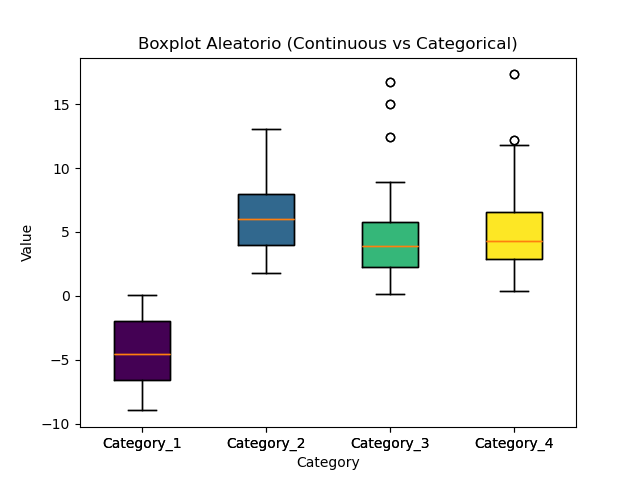 Boxplot Aleatorio (Continuous vs Categorical)
Value
15
10
5
0
−5
−10
Category_1 Category_2 Category_3 Category_4
Category